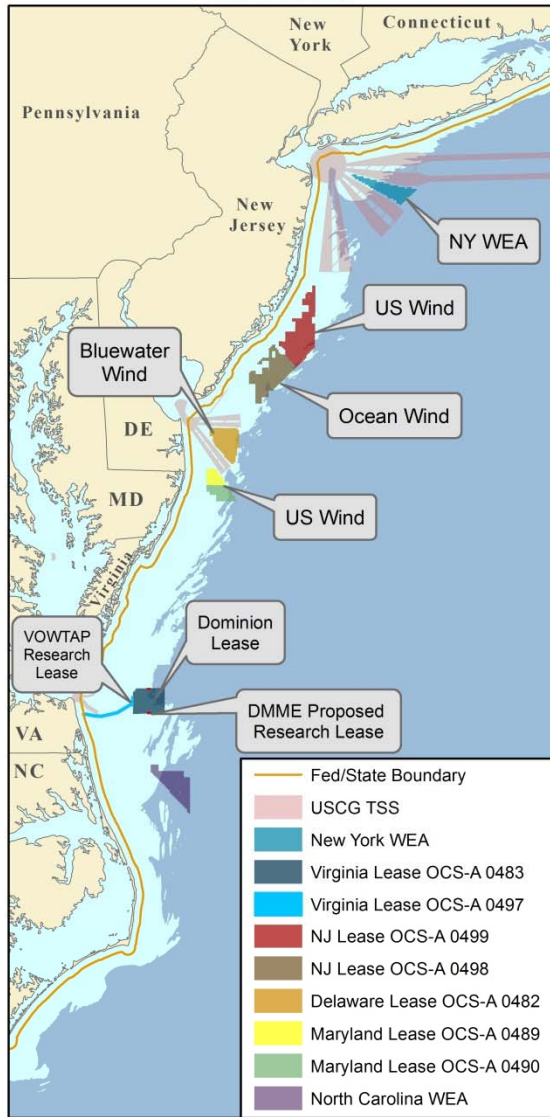 New
York
Connecticut
Pennsylvania
New
Jersey
NY WEA
US Wind
Bluewater
Wind
Ocean Wind
DE
MD
US Wind
Virginia
VOWTAP
Research
Lease
Dominion
Lease
DMME Proposed
Research Lease
VA
NC
Fed/State Boundary
USCG TSS
New York WEA
Virginia Lease OCS-A 0483
Virginia Lease OCS-A 0497
NJ Lease OCS-A 0499
NJ Lease OCS-A 0498
Delaware Lease OCS-A 0482
Maryland Lease OCS-A 0489
Maryland Lease OCS-A 0490
North Carolina WEA